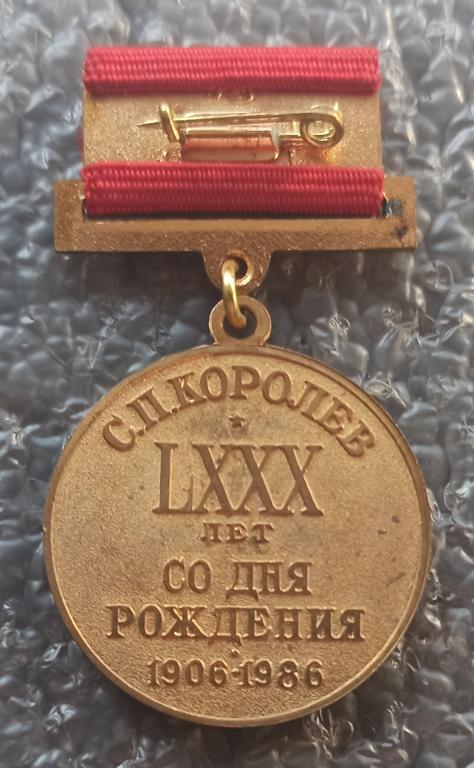 С.П.КОРОЛЕВ
LXXX
ЛЕТ
СО ДНЯ
РОЖДЕНИЯ
1906-1986